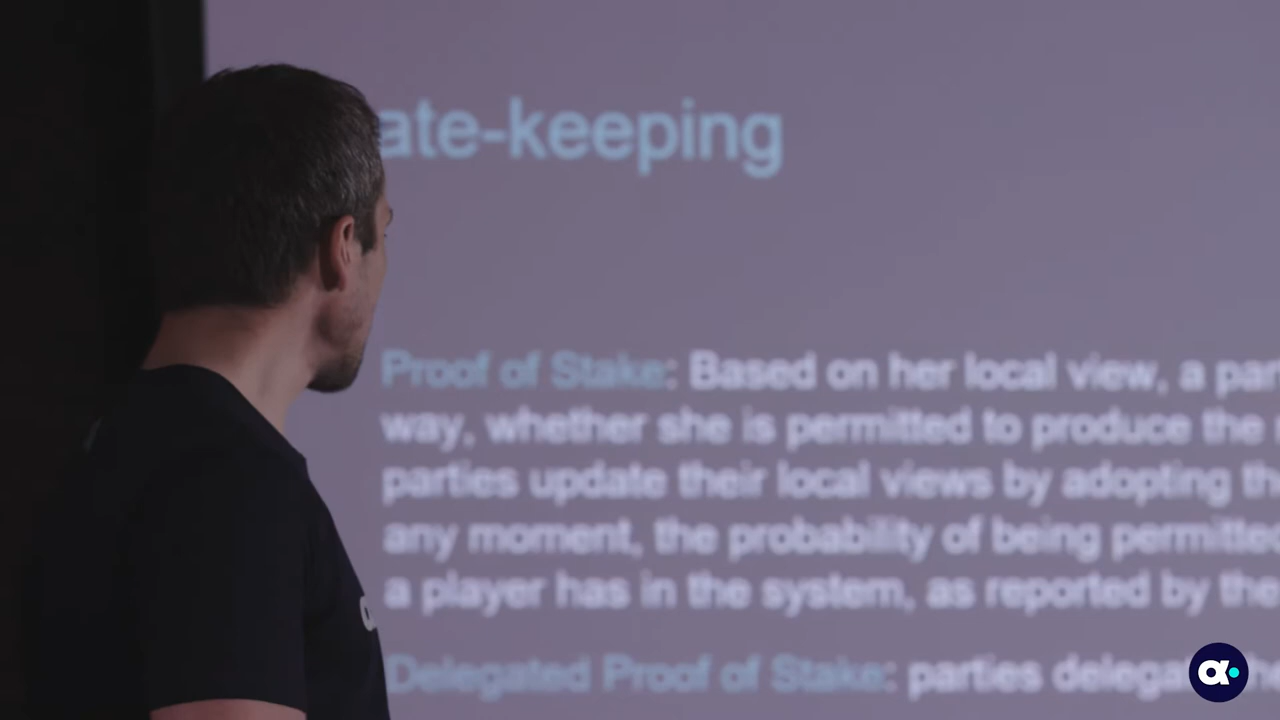 ate-keeping
Proof of Stake: Based on her local view, a par
way, whether she is permitted to produce the
parties update their local views by adopting th
any moment, the probability of being permitted
a player has in the system, as reported by the
Delegated Proof of Stake: parties delega he
α